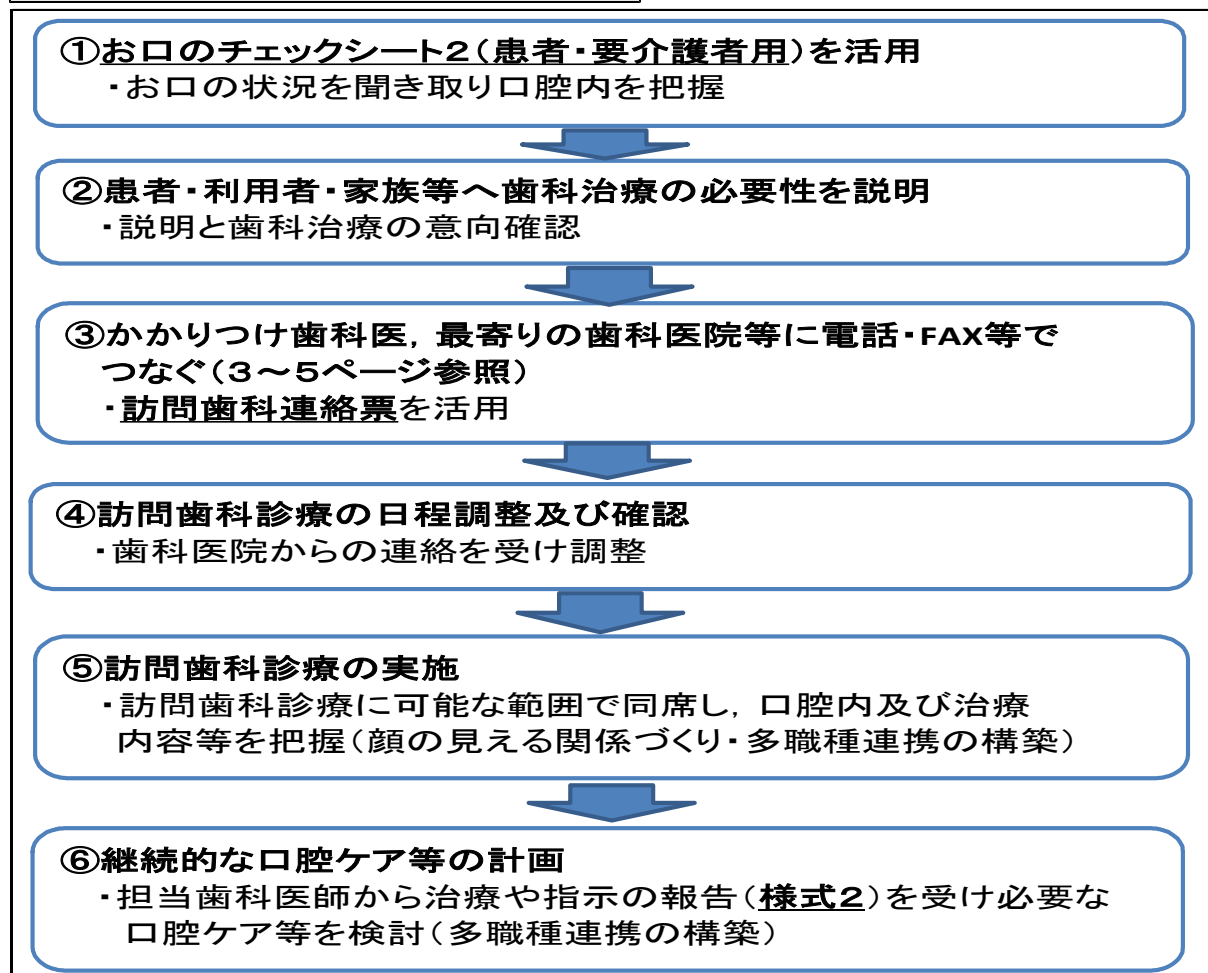 ①お口のチェックシート2(患者・要介護者用)を活用
・お口の状況を聞き取り口腔内を把握
②患者・利用者・家族等へ歯科治療の必要性を説明
・説明と歯科治療の意向確認
③かかりつけ歯科医，最寄りの歯科医院等に電話・FAX等で
つなぐ(３～５ページ参照)
・訪問歯科連絡票を活用
④訪問歯科診療の日程調整及び確認
・歯科医院からの連絡を受け調整
⑤訪問歯科診療の実施
・訪問歯科診療に可能な範囲で同席し，口腔内及び治療
内容等を把握(顔の見える関係づくり・多職種連携の構築)
⑥継続的な口腔ケア等の計画
・担当歯科医師から治療や指示の報告(様式2)を受け必要な
口腔ケア等を検討(多職種連携の構築)